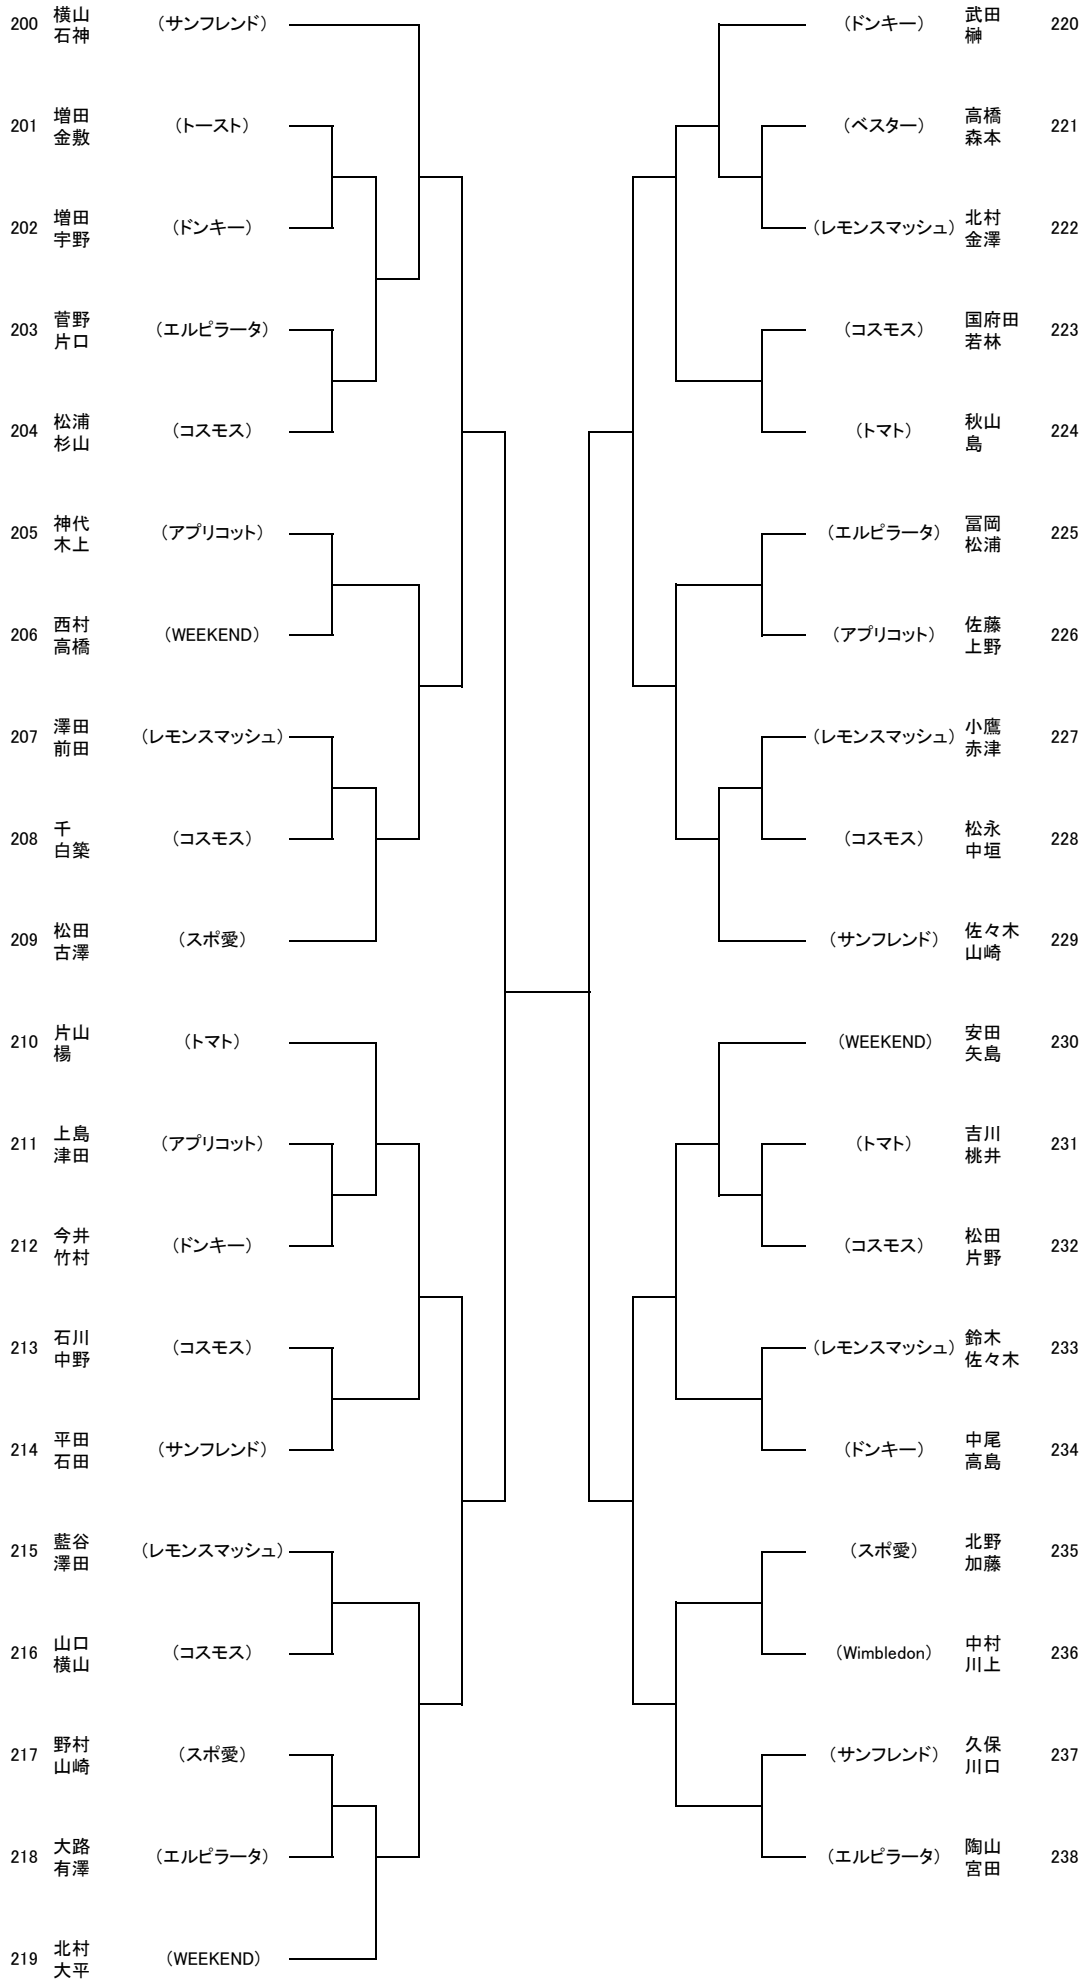 200 横山 (サンフレンド)
石神
201 増田 (トースト)
金敷
202 増田 (ドンキー)
宇野
203 菅野 (エルピラータ)
片口
204 松浦 (コスモス)
杉山
205 神代 (アプリコット)
木上
206 西村 (WEEKEND)
高橋
207 澤田 (レモンスマッシュ)
前田
208 千 (コスモス)
白築
209 松田 (スポ愛)
古澤
210 片山 (トマト)
楊
211 上島 (アプリコット)
津田
212 今井 (ドンキー)
竹村
213 石川 (コスモス)
中野
214 平田 (サンフレンド)
石田
215 藍谷 (レモンスマッシュ)
澤田
216 山口 (コスモス)
横山
217 野村 (スポ愛)
山崎
218 大路 (エルピラータ)
有澤
219 北村 (WEEKEND)
大平
(ドンキー) 武田 220
榊
(ベスター) 高橋 221
森本
(レモンスマッシュ) 北村 222
金澤
(コスモス) 国府田 223
若林
(トマト) 秋山 224
島
(エルピラータ) 冨岡 225
松浦
(アプリコット) 佐藤 226
上野
(レモンスマッシュ) 小鷹 227
赤津
(コスモス) 松永 228
中垣
(サンフレンド) 佐々木 229
山崎
(WEEKEND) 安田 230
矢島
(トマト) 吉川 231
桃井
(コスモス) 松田 232
片野
(レモンスマッシュ) 鈴木 233
佐々木
(ドンキー) 中尾 234
高島
(スポ愛) 北野 235
加藤
(Wimbledon) 中村 236
川上
(サンフレンド) 久保 237
川口
(エルピラータ) 陶山 238
宮田